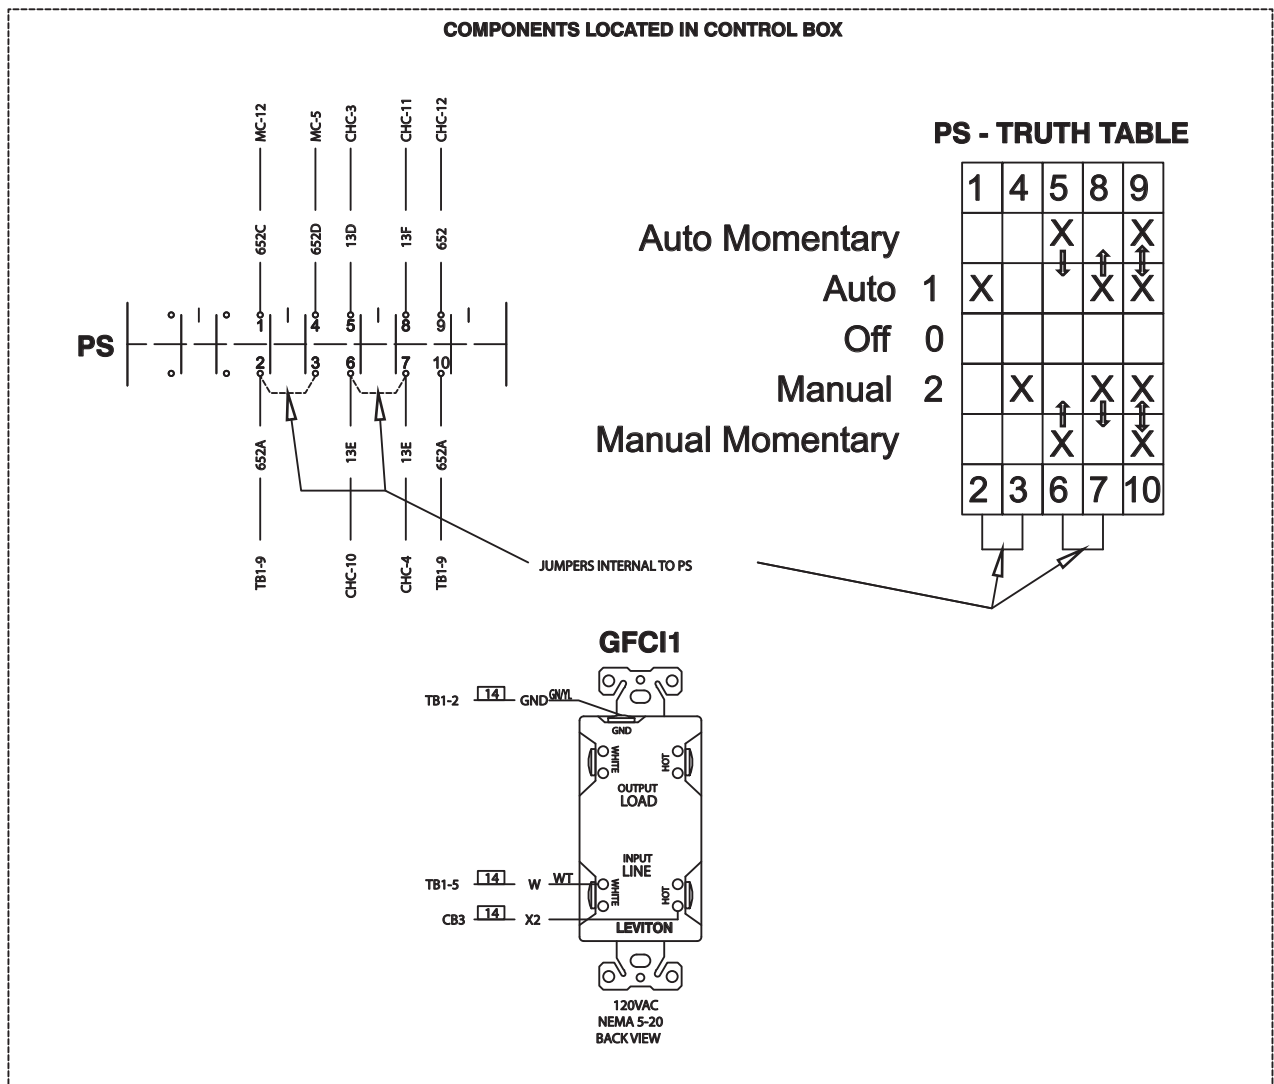 COMPONENTS LOCATED IN CONTROL BOX
MC-12 MC-5 CHC-3 CHC-11 CHC-12
652C 652D 13D 13F 652
1 4 5 8 9
PS
2 3 6 7 10
652A 13E 13E 652A
TB1-9 CHC-10 CHC-4 TB1-9
JUMPERS INTERNAL TO PS
PS - TRUTH TABLE
1 4 5 8 9
Auto Momentary X X
Auto 1 X X X
Off 0
Manual 2 X X X
Manual Momentary X X
2 3 6 7 10
GFCI1
TB1-2 14 GND GN/YL
GND
WHITE HOT
OUTPUT
LOAD
INPUT
LINE
TB1-5 14 W WT
WHITE HOT
CB3 14 X2
LEVITON
120VAC
NEMA 5-20
BACK VIEW